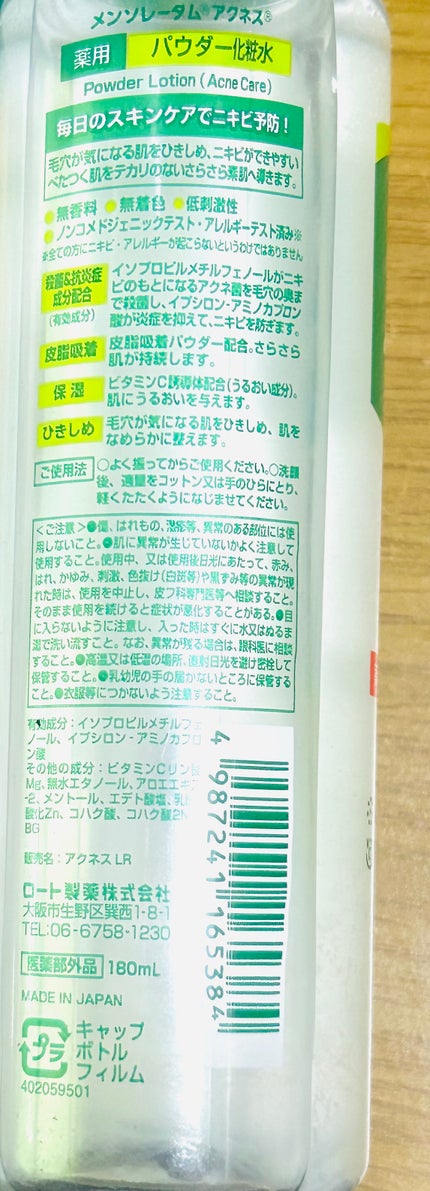 メンソレータム®アクネス®
薬用 パウダー化粧水
Powder Lotion (Acne Care)
毎日のスキンケアでニキビ予防！
毛穴が気になる肌をひきしめ、ニキビができやすい
べたつく肌をテカリのないさらさら素肌へ導きます。
●無香料 ●無着色 ●低刺激性
●ノンコメドジェニックテスト・アレルギーテスト済み※
※全ての方にニキビ・アレルギーが起こらないというわけではありません
殺菌&抗炎症成分配合
(有効成分)
イソプロピルメチルフェノールがニキ
ビのもとになるアクネ菌を毛穴の奥ま
で殺菌し、イプシロン-アミノカプロン
酸が炎症を抑えて、ニキビを防ぎます。
皮脂吸着
皮脂吸着パウダー配合。さらさら
肌が持続します。
保湿
ビタミンC誘導体配合(うるおい成分)。
肌にうるおいを与えます。
ひきしめ
毛穴が気になる肌をひきしめ、肌を
なめらかに整えます。
ご使用法 ○よく振ってからご使用ください。○洗顔
後、適量をコットン又は手のひらにとり、
軽くたたくようになじませてください。
＜ご注意＞●傷、はれもの、湿疹等、異常のある部位には使
用しないこと。●肌に異常が生じていないかよく注意して
使用すること。使用中、又は使用後日光にあたって、赤み、
はれ、かゆみ、刺激、色抜け(白斑等)や黒ずみ等の異常が現
れた時は、使用を中止し、皮フ科専門医等へ相談すること。
そのまま使用を続けると症状が悪化することがある。●目
に入らないように注意し、入った時はすぐに水又はぬるま
湯で洗い流すこと。なお、異常が残る場合は、眼科医に相談
すること。●高温又は低温の場所、直射日光を避け密栓して
保管すること。●乳幼児の手の届かないところに保管する
こと。●衣服等につかないよう注意すること。
有効成分：イソプロピルメチルフェ
ノール、イプシロン-アミノカプロ
ン酸
その他の成分：ビタミンCリン酸
Mg、無水エタノール、アロエエキス
-2、メントール、エデト酸塩、乳
酸化Zn、コハク酸、コハク酸2N
BG
販売名：アクネス LR
ロート製薬株式会社
大阪市生野区巽西1-8-1
TEL:06-6758-1230
医薬部外品 180mL
MADE IN JAPAN
プラ
キャップ
ボトル
フィルム
402059501
4 987241 165384